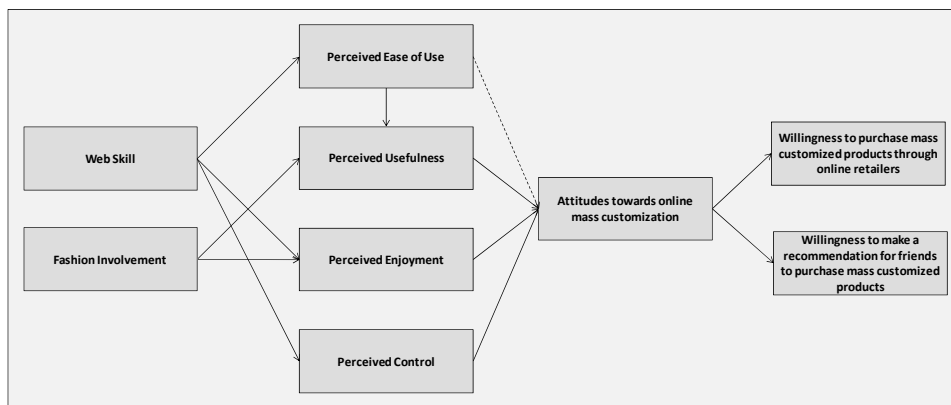 Perceived Ease of Use
Web Skill
Perceived Usefulness
Fashion Involvement
Perceived Enjoyment
Perceived Control
Attitudes towards online
mass customization
Willingness to purchase mass
customized products through
online retailers
Willingness to make a
recommendation for friends
to purchase mass customized
products